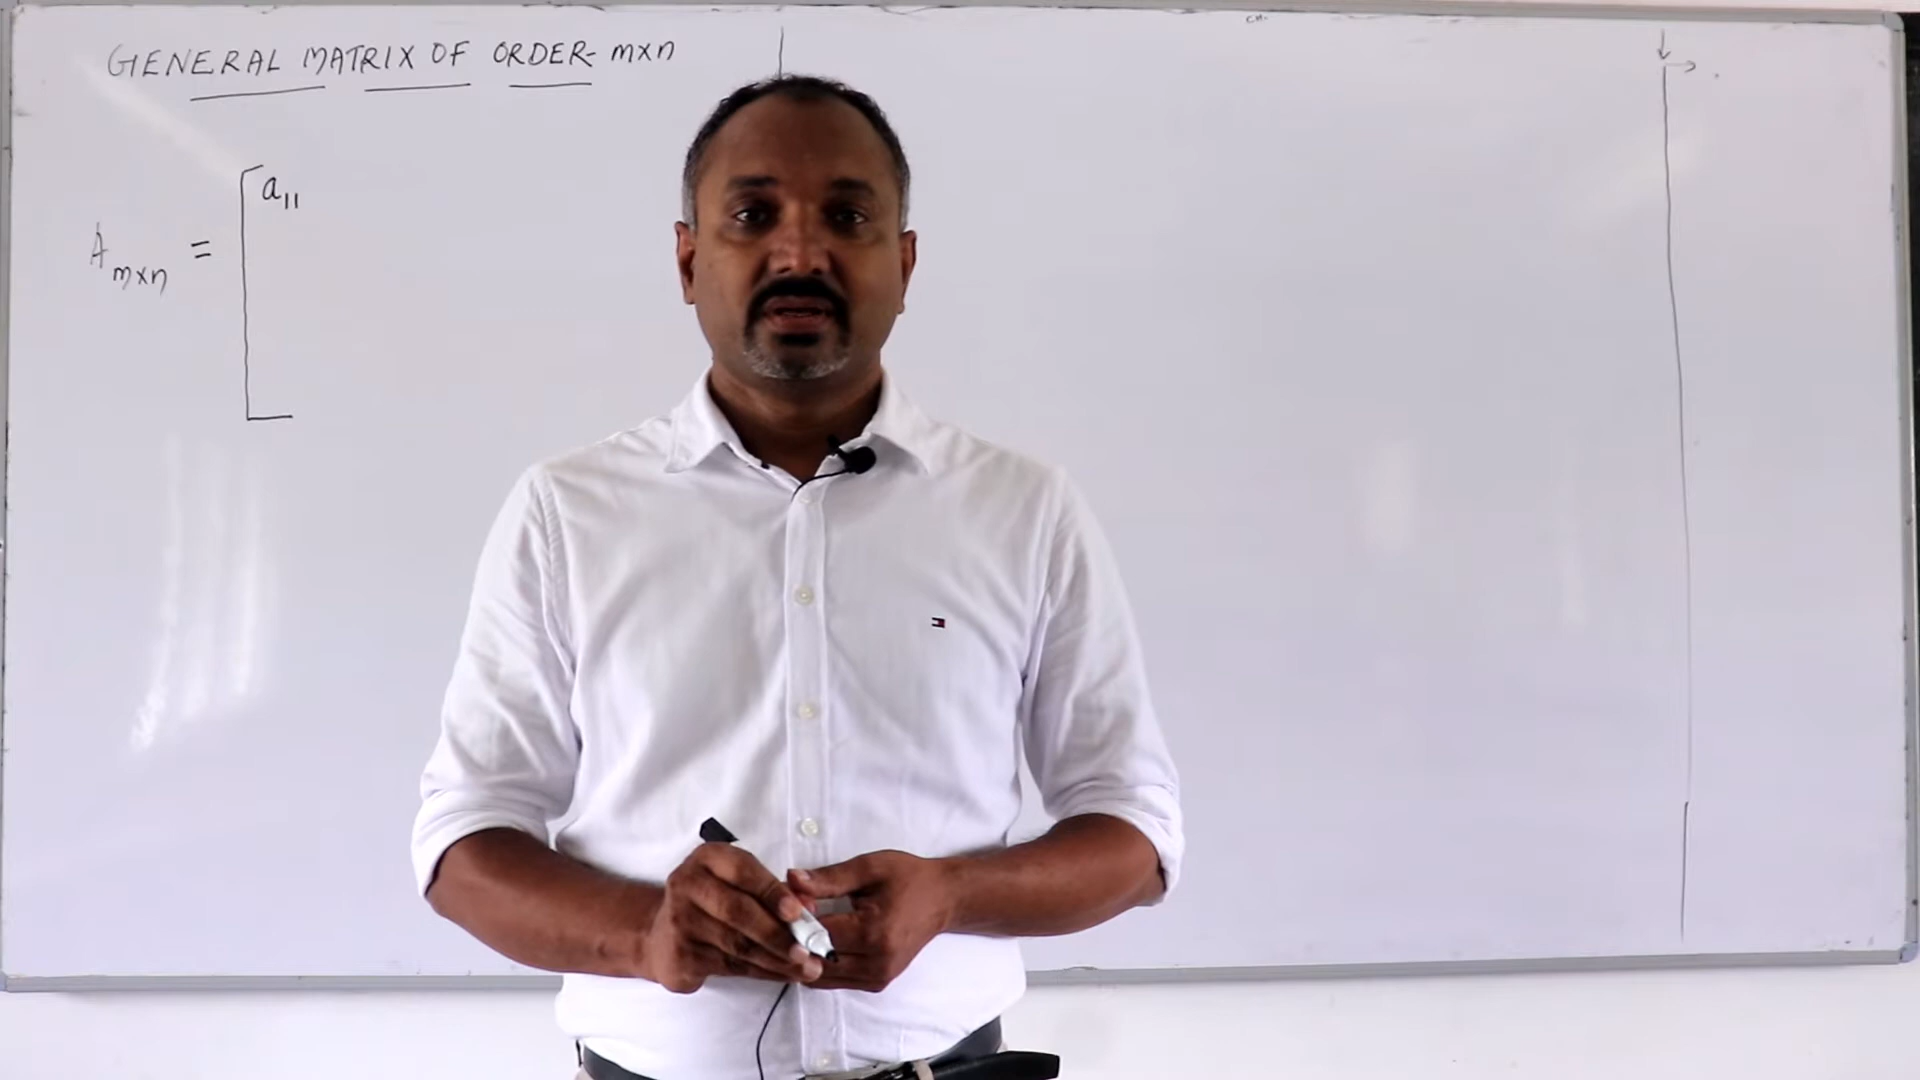 GENERAL MATRIX OF ORDER- m×n
a₁₁
A m×n = [